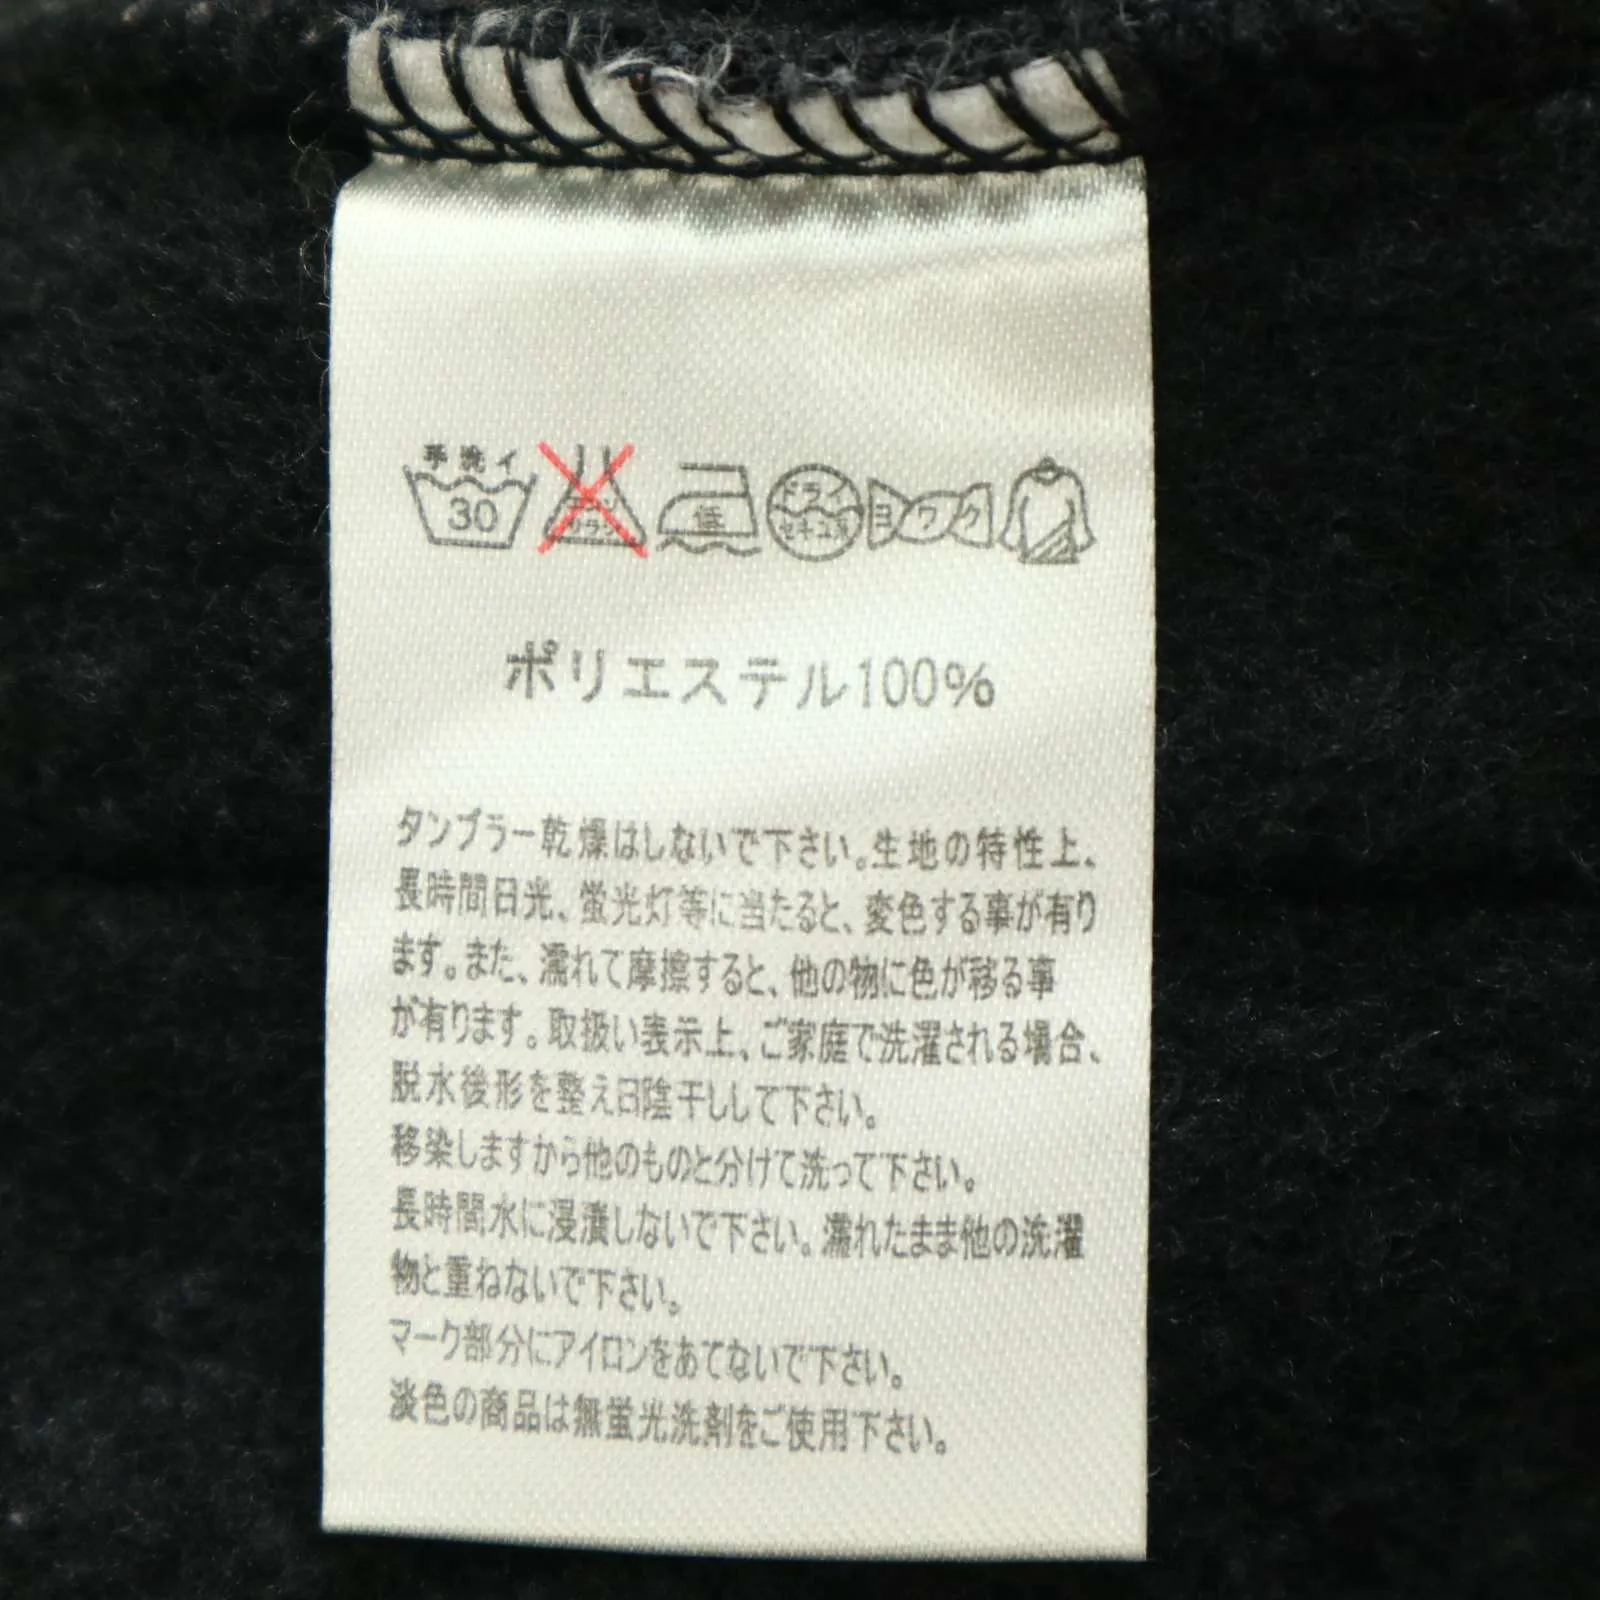 手洗イ
30
エンソ
サラシ
低
ドライ
セキユ系
ヨワク
ポリエステル100%
タンブラー乾燥はしないで下さい。生地の特性上、
長時間日光、蛍光灯等に当たると、変色する事が有り
ます。また、濡れて摩擦すると、他の物に色が移る事
が有ります。取扱い表示上、ご家庭で洗濯される場合、
脱水後形を整え日陰干しして下さい。
移染しますから他のものと分けて洗って下さい。
長時間水に浸漬しないで下さい。濡れたまま他の洗濯
物と重ねないで下さい。
マーク部分にアイロンをあてないで下さい。
淡色の商品は無蛍光洗剤をご使用下さい。